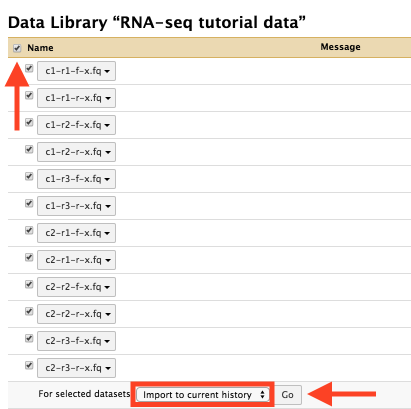 Data Library “RNA-seq tutorial data”
Name Message
c1-r1-f-x.fq
c1-r1-r-x.fq
c1-r2-f-x.fq
c1-r2-r-x.fq
c1-r3-f-x.fq
c1-r3-r-x.fq
c2-r1-f-x.fq
c2-r1-r-x.fq
c2-r2-f-x.fq
c2-r2-r-x.fq
c2-r3-f-x.fq
c2-r3-r-x.fq
For selected datasets Import to current history Go